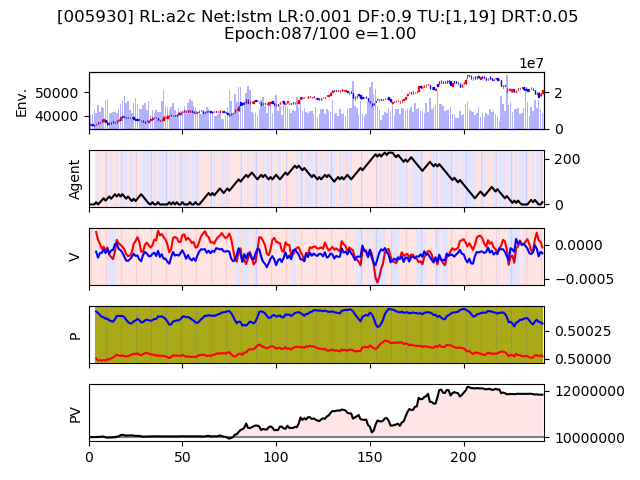 [005930] RL:a2c Net:lstm LR:0.001 DF:0.9 TU:[1,19] DRT:0.05
Epoch:087/100 e=1.00
1e7
Env.
50000
40000
2
0
Agent
200
0
V
0.0000
−0.0005
P
0.50025
0.50000
PV
12000000
10000000
0
50
100
150
200